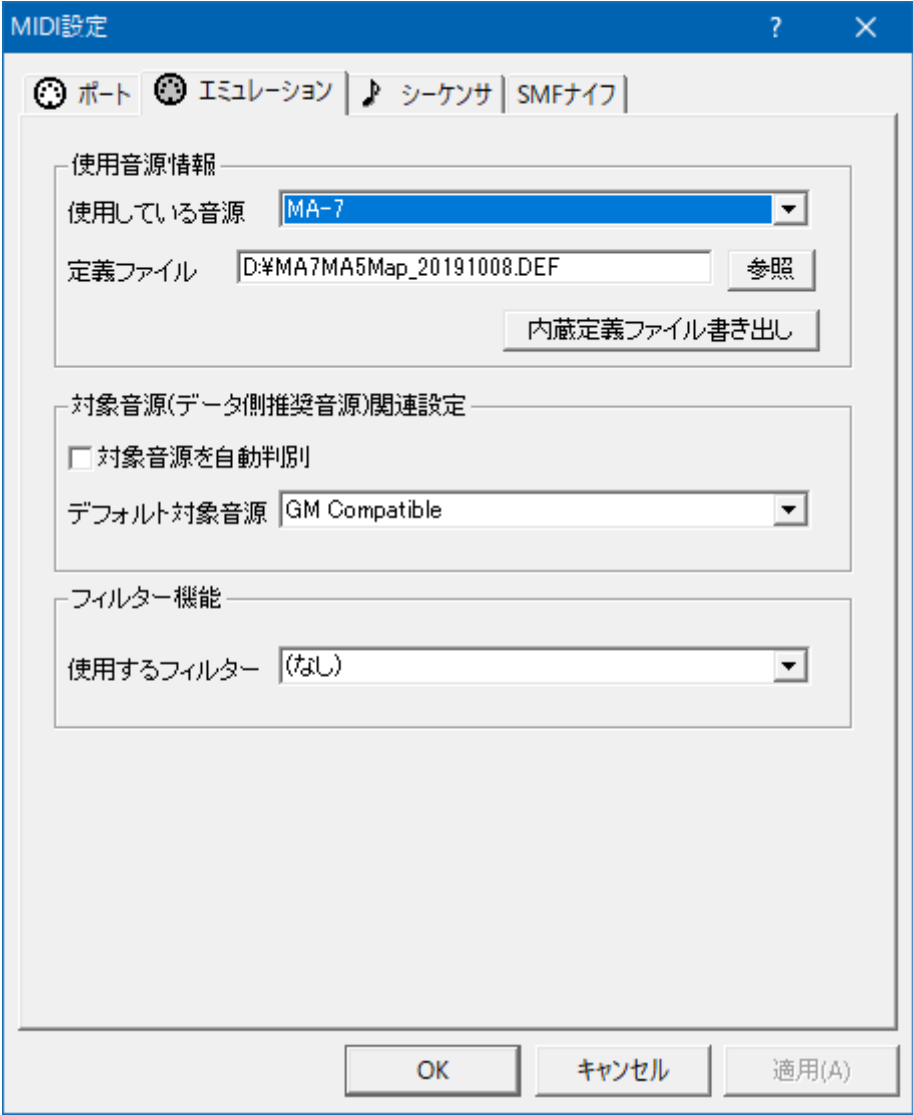 MIDI設定
ポート エミュレーション シーケンサ SMFナイフ
使用音源情報
使用している音源 MA-7
定義ファイル D:¥MA7MA5Map_20191008.DEF 参照
内蔵定義ファイル書き出し
対象音源(データ側推奨音源)関連設定
対象音源を自動判別
デフォルト対象音源 GM Compatible
フィルター機能
使用するフィルター (なし)
OK キャンセル 適用(A)